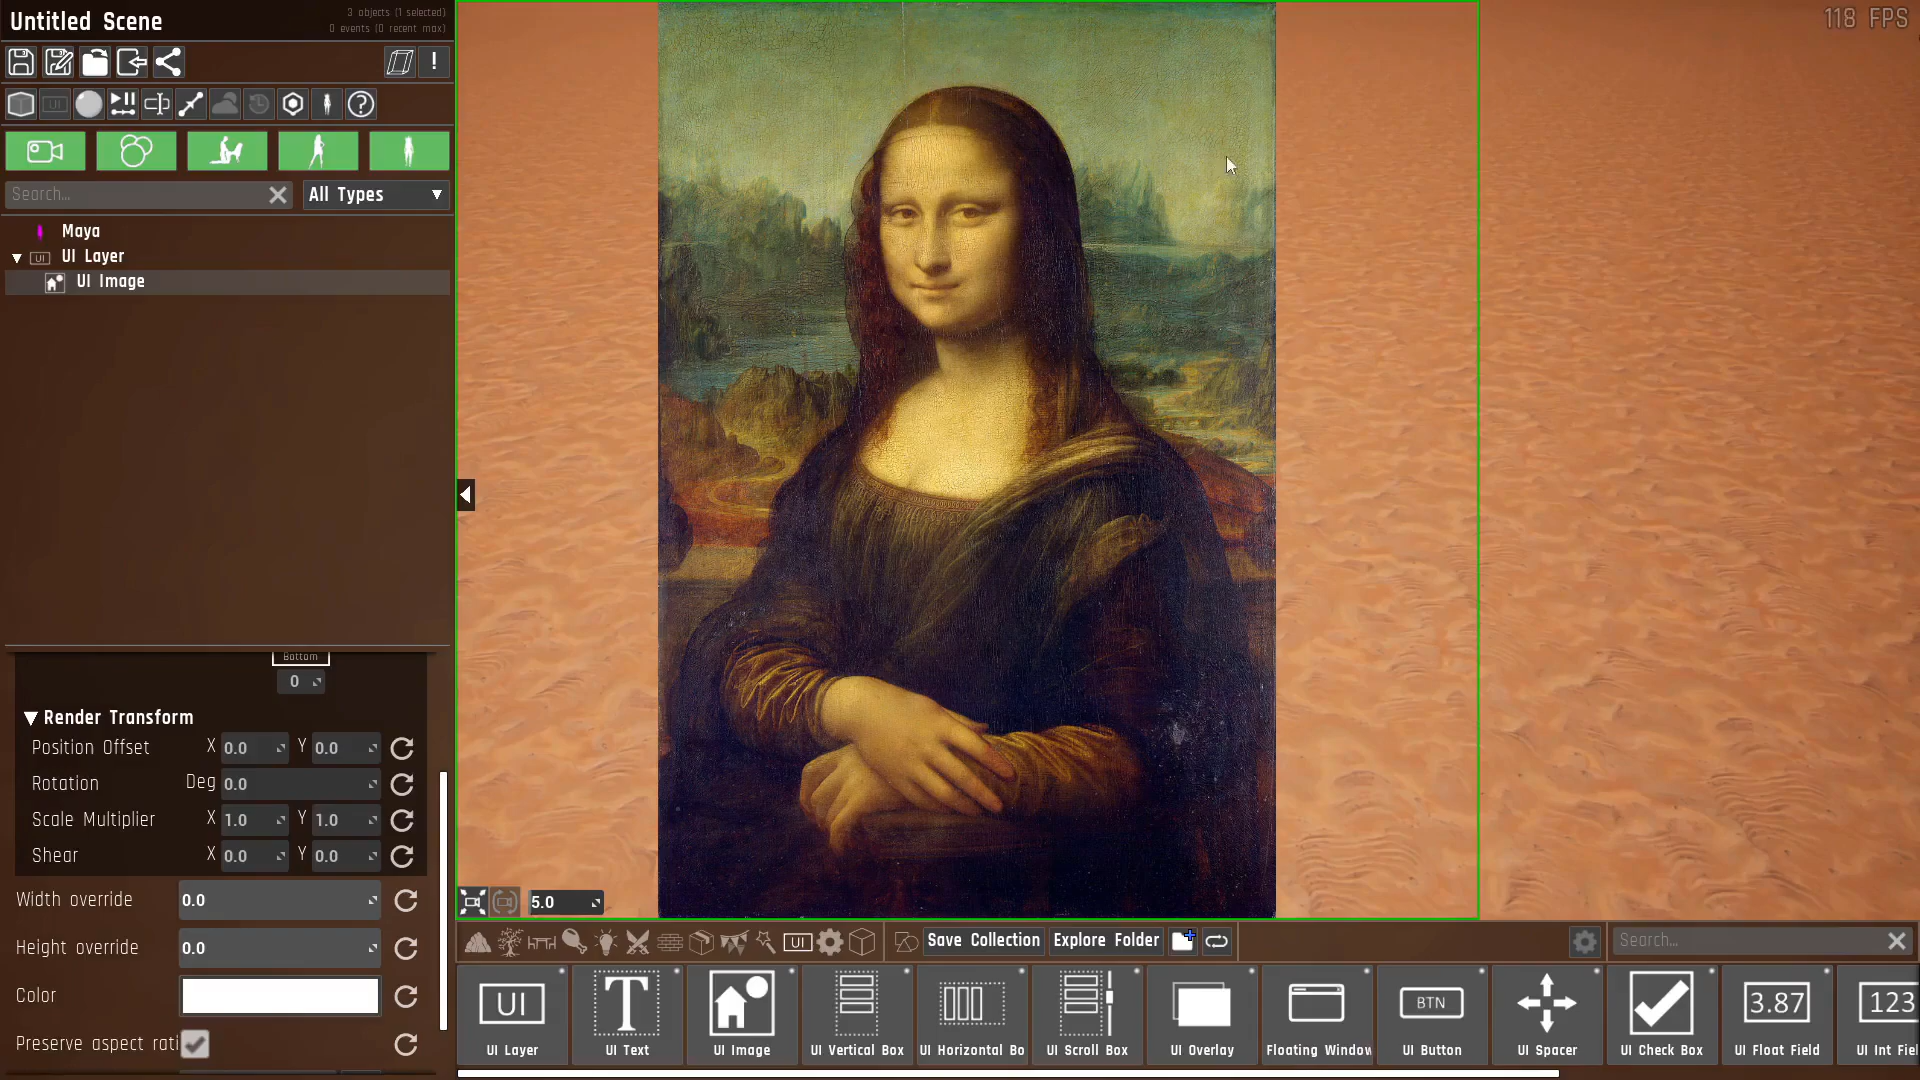 Untitled Scene
3 objects (1 selected)
0 events (0 recent max)
118 FPS
!
UI
?
Search...
All Types
Maya
UI
UI Layer
UI Image
Bottom
0
Render Transform
Position Offset X 0.0 Y 0.0
Rotation Deg 0.0
Scale Multiplier X 1.0 Y 1.0
Shear X 0.0 Y 0.0
Width override 0.0
Height override 0.0
Color
Preserve aspect rati
5.0
UI
Save Collection
Explore Folder
Search...
UI
T
BTN
3.87
123
UI Layer
UI Text
UI Image
UI Vertical Box
UI Horizontal Bo
UI Scroll Box
UI Overlay
Floating Window
UI Button
UI Spacer
UI Check Box
UI Float Field
UI Int Fiel